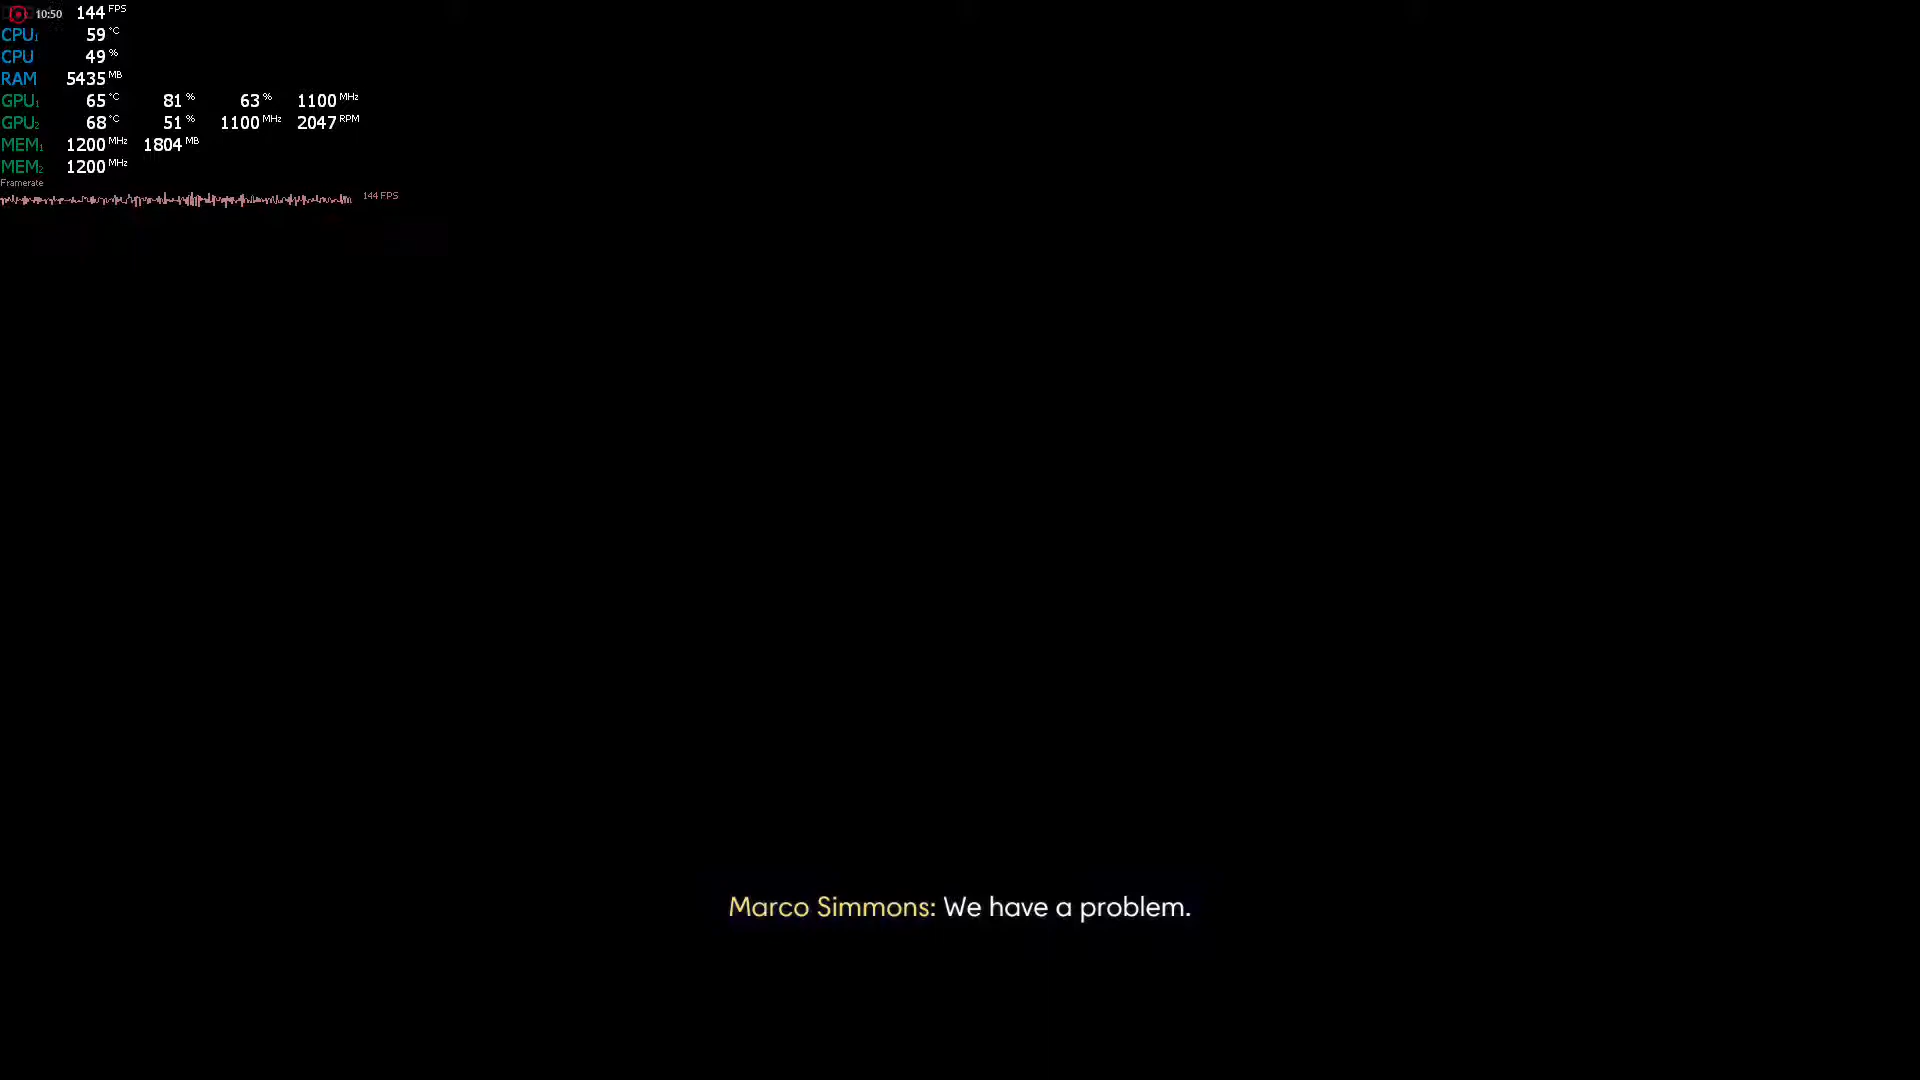 10:50 144 FPS
CPU1 59 °C
CPU 49 %
RAM 5435 MB
GPU1 65 °C 81 % 63 % 1100 MHz
GPU2 68 °C 51 % 1100 MHz 2047 RPM
MEM1 1200 MHz 1804 MB
MEM2 1200 MHz
Framerate
144 FPS
Marco Simmons: We have a problem.